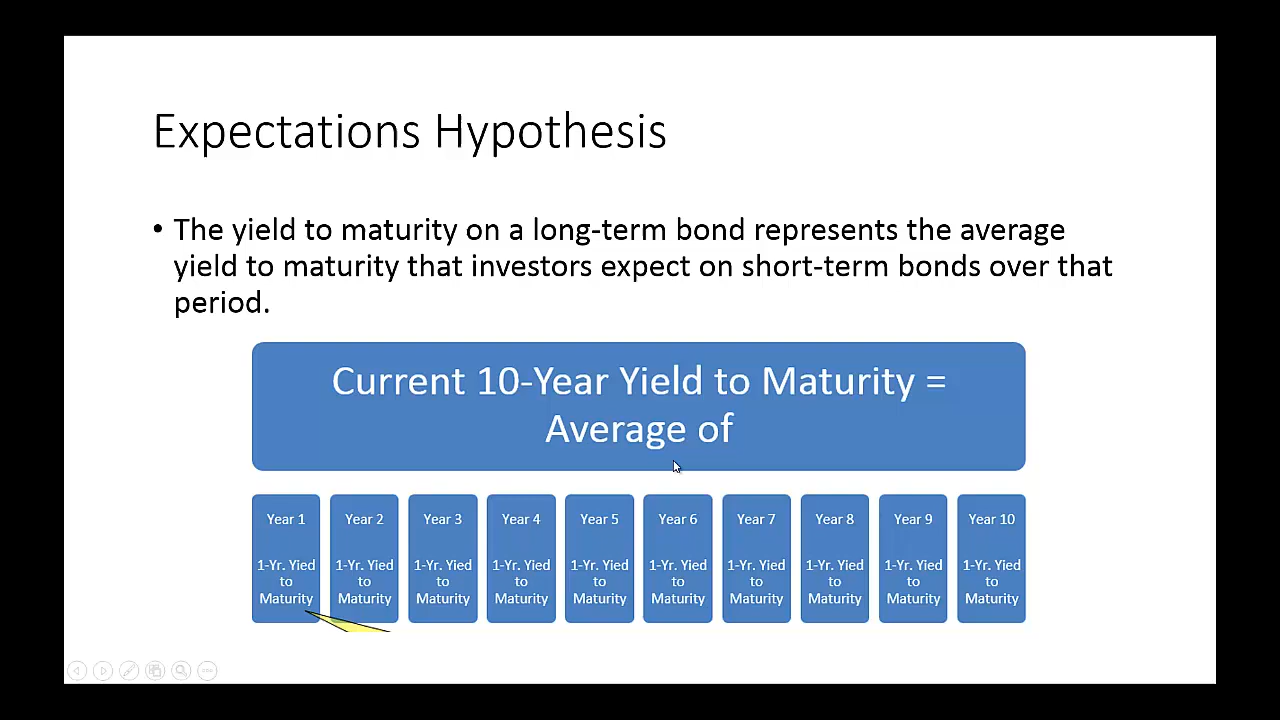 Expectations Hypothesis
• The yield to maturity on a long-term bond represents the average
yield to maturity that investors expect on short-term bonds over that
period.
Current 10-Year Yield to Maturity =
Average of
Year 1
1-Yr. Yied
to
Maturity
Year 2
1-Yr. Yied
to
Maturity
Year 3
1-Yr. Yied
to
Maturity
Year 4
1-Yr. Yied
to
Maturity
Year 5
1-Yr. Yied
to
Maturity
Year 6
1-Yr. Yied
to
Maturity
Year 7
1-Yr. Yied
to
Maturity
Year 8
1-Yr. Yied
to
Maturity
Year 9
1-Yr. Yied
to
Maturity
Year 10
1-Yr. Yied
to
Maturity